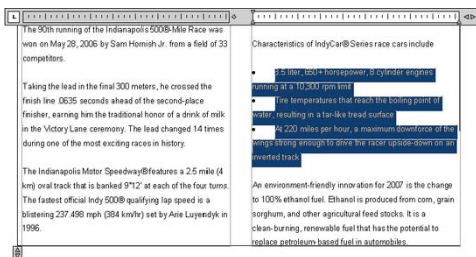 The 90th running of the Indianapolis 500®-Mile Race was
won on May 28, 2006 by Sam Hornish Jr. from a field of 33
competitors.
Taking the lead in the final 300 meters, he crossed the
finish line .0635 seconds ahead of the second-place
finisher, earning him the traditional honor of a drink of milk
in the Victory Lane ceremony. The lead changed 14 times
during one of the most exciting races in history.
The Indianapolis Motor Speedway® features a 2.5 mile (4
km) oval track that is banked 9°12' at each of the four turns.
The fastest official Indy 500® qualifying lap speed is a
blistering 237.498 mph (384 km/hr) set by Arie Luyendyk in
1996.
Characteristics of IndyCar® Series race cars include
• 3.5 liter, 650+ horsepower, 8 cylinder engines
running at a 10,300 rpm limit
• Tire temperatures that reach the boiling point of
water, resulting in a tar-like tread surface
• At 220 miles per hour, a maximum downforce of the
wings strong enough to drive the racer upside-down on an
inverted track
An environment-friendly innovation for 2007 is the change
to 100% ethanol fuel. Ethanol is produced from corn, grain
sorghum, and other agricultural feed stocks. It is a
clean-burning, renewable fuel that has the potential to
replace petroleum-based fuel in automobiles.